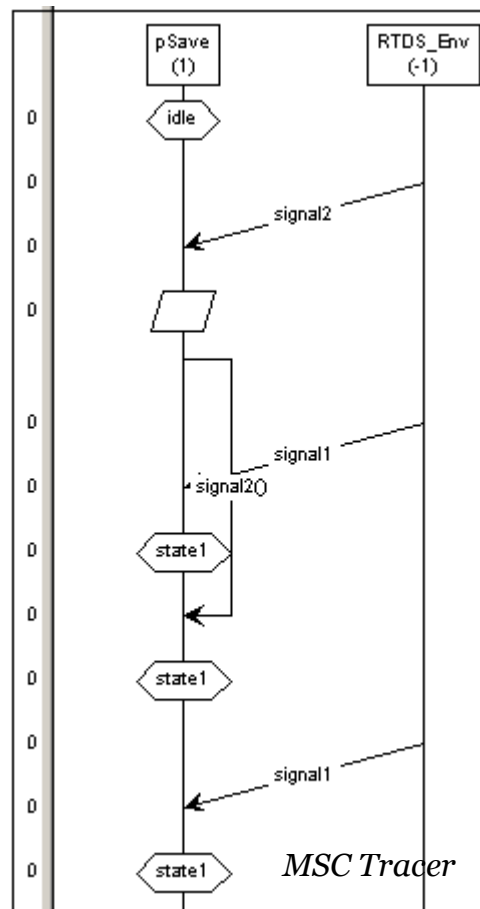 pSave
(1)
RTDS_Env
(-1)
0
idle
0
signal2
0
0
0
signal1
0
signal2()
0
state1
0
0
state1
0
signal1
0
0
state1
MSC Tracer